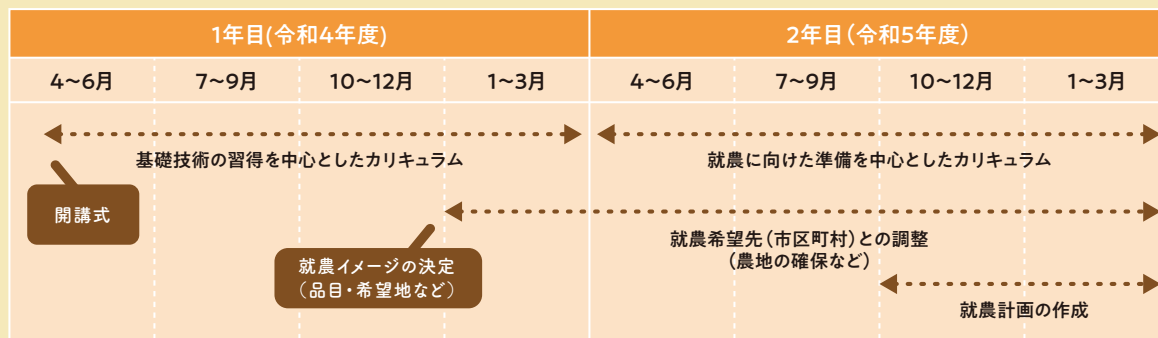 1年目(令和4年度)
2年目(令和5年度)
4~6月
7~9月
10~12月
1~3月
4~6月
7~9月
10~12月
1~3月
基礎技術の習得を中心としたカリキュラム
就農に向けた準備を中心としたカリキュラム
開講式
就農希望先(市区町村)との調整
(農地の確保など)
就農イメージの決定
(品目・希望地など)
就農計画の作成